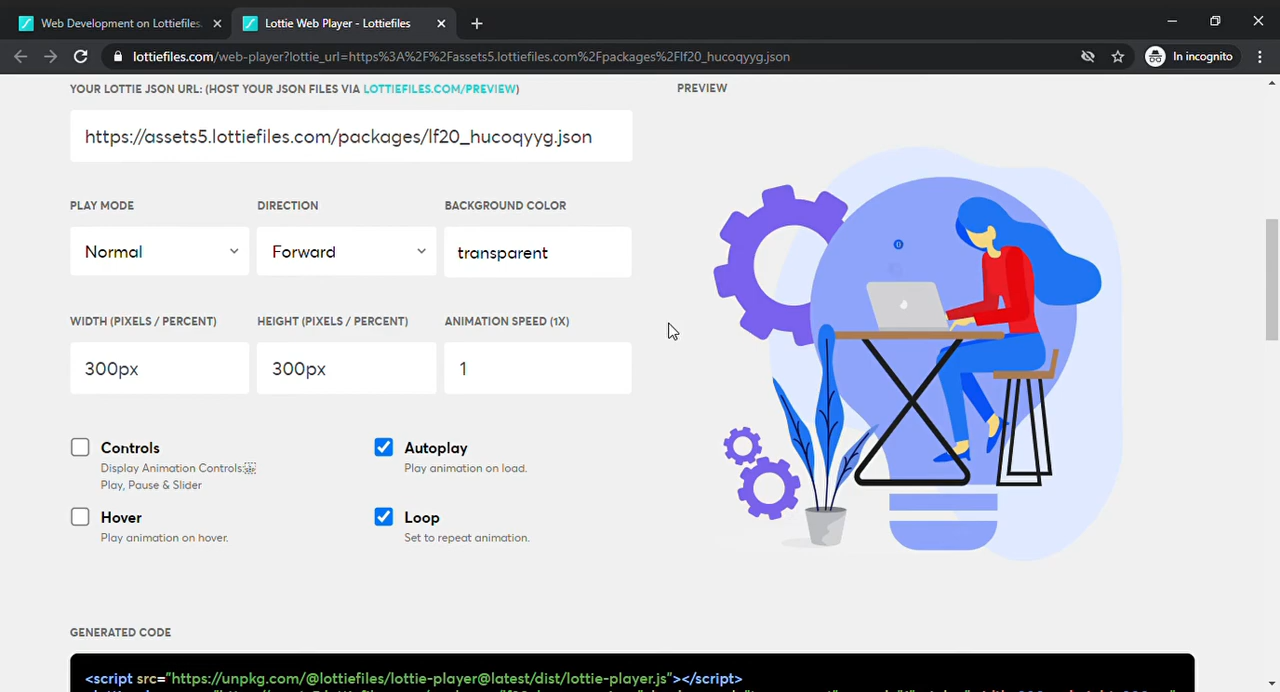 Web Development on Lottiefiles
Lottie Web Player - Lottiefiles
lottiefiles.com/web-player?lottie_url=https%3A%2F%2Fassets5.lottiefiles.com%2Fpackages%2Flf20_hucoqyyg.json
In incognito
YOUR LOTTIE JSON URL: (HOST YOUR JSON FILES VIA LOTTIEFILES.COM/PREVIEW)
PREVIEW
https://assets5.lottiefiles.com/packages/lf20_hucoqyyg.json
PLAY MODE
DIRECTION
BACKGROUND COLOR
Normal
Forward
transparent
WIDTH (PIXELS / PERCENT)
HEIGHT (PIXELS / PERCENT)
ANIMATION SPEED (1X)
300px
300px
1
Controls
Display Animation Controls
Play, Pause & Slider
Autoplay
Play animation on load.
Hover
Play animation on hover.
Loop
Set to repeat animation.
GENERATED CODE
<script src="https://unpkg.com/@lottiefiles/lottie-player@latest/dist/lottie-player.js"></script>